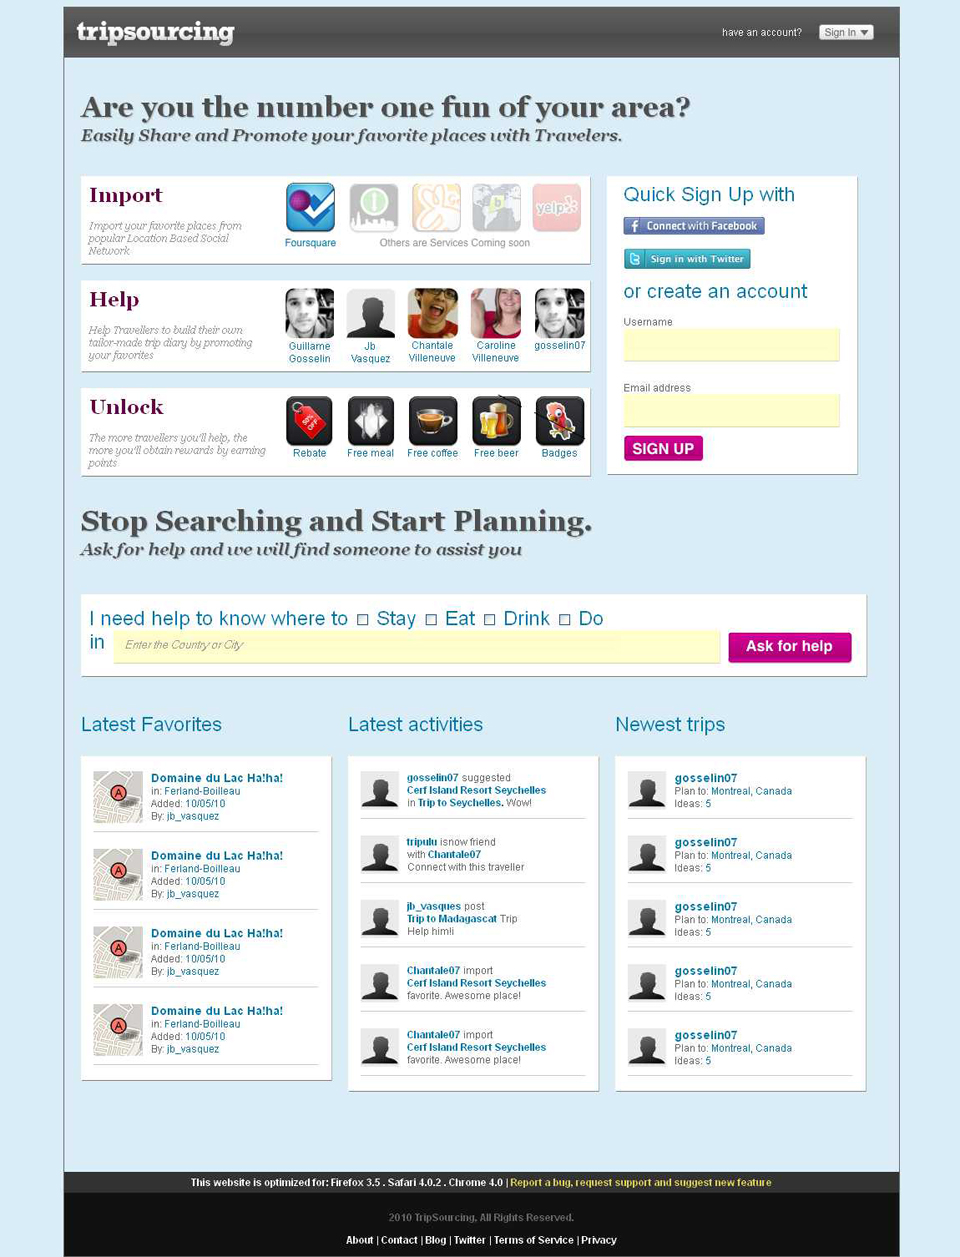 tripsourcing
have an account?
Sign In
Are you the number one fun of your area?
Easily Share and Promote your favorite places with Travelers.
Import
Import your favorite places from
popular Location Based Social
Network
Foursquare
yelp
Others are Services Coming soon
Help
Help Travellers to build their own
tailor-made trip diary by promoting
your favorites
Guillame
Gosselin
Jb
Vasquez
Chantale
Villeneuve
Caroline
Villeneuve
gosselin07
Unlock
The more travellers you'll help, the
more you'll obtain rewards by earning
points
50%
OFF
Rebate
Free meal
Free coffee
Free beer
Badges
Quick Sign Up with
f Connect with Facebook
t Sign in with Twitter
or create an account
Username
Email address
SIGN UP
Stop Searching and Start Planning.
Ask for help and we will find someone to assist you
I need help to know where to Stay Eat Drink Do
in Enter the Country or City Ask for help
Latest Favorites
A
Domaine du Lac Ha!ha!
in: Ferland-Boilleau
Added: 10/05/10
By: jb_vasquez
A
Domaine du Lac Ha!ha!
in: Ferland-Boilleau
Added: 10/05/10
By: jb_vasquez
A
Domaine du Lac Ha!ha!
in: Ferland-Boilleau
Added: 10/05/10
By: jb_vasquez
A
Domaine du Lac Ha!ha!
in: Ferland-Boilleau
Added: 10/05/10
By: jb_vasquez
Latest activities
gosselin07 suggested
Cerf Island Resort Seychelles
in Trip to Seychelles. Wow!
tripulu isnow friend
with Chantale07
Connect with this traveller
jb_vasques post
Trip to Madagascat Trip
Help him!i
Chantale07 import
Cerf Island Resort Seychelles
favorite. Awesome place!
Chantale07 import
Cerf Island Resort Seychelles
favorite. Awesome place!
Newest trips
gosselin07
Plan to: Montreal, Canada
Ideas: 5
gosselin07
Plan to: Montreal, Canada
Ideas: 5
gosselin07
Plan to: Montreal, Canada
Ideas: 5
gosselin07
Plan to: Montreal, Canada
Ideas: 5
gosselin07
Plan to: Montreal, Canada
Ideas: 5
This website is optimized for: Firefox 3.5 . Safari 4.0.2 . Chrome 4.0 | Report a bug, request support and suggest new feature
2010 TripSourcing, All Rights Reserved.
About | Contact | Blog | Twitter | Terms of Service | Privacy